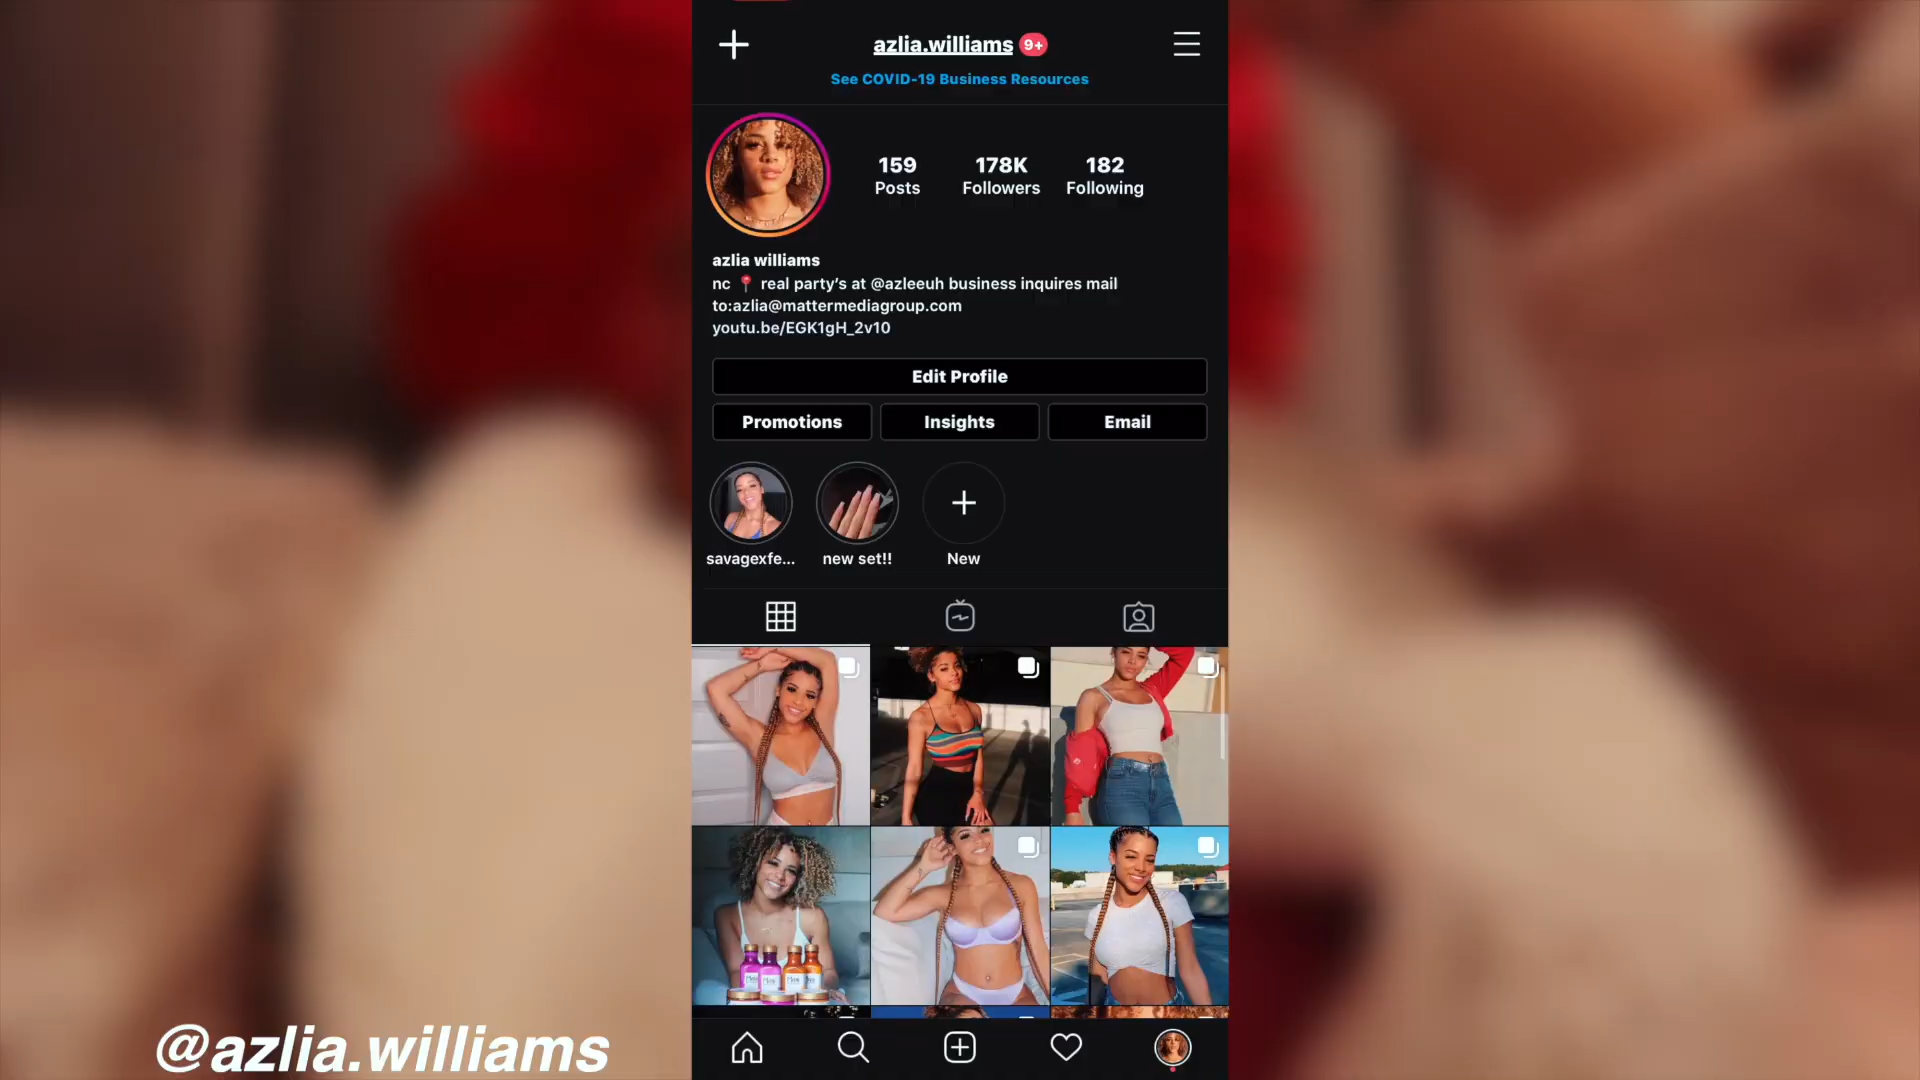 azlia.williams 9+
See COVID-19 Business Resources
159 178K 182
Posts Followers Following
azlia williams
nc 📍 real party's at @azleeuh business inquires mail
to:azlia@mattermediagroup.com
youtu.be/EGK1gH_2v10
Edit Profile
Promotions Insights Email
savagexfe... new set!! New
@azlia.williams